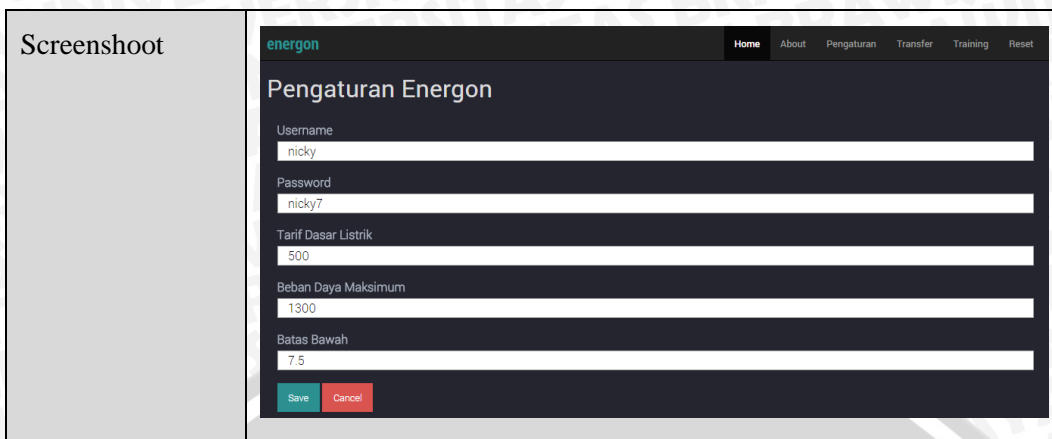 Screenshoot
energon
Home About Pengaturan Transfer Training Reset
Pengaturan Energon
Username
nicky
Password
nicky7
Tarif Dasar Listrik
500
Beban Daya Maksimum
1300
Batas Bawah
7.5
Save Cancel